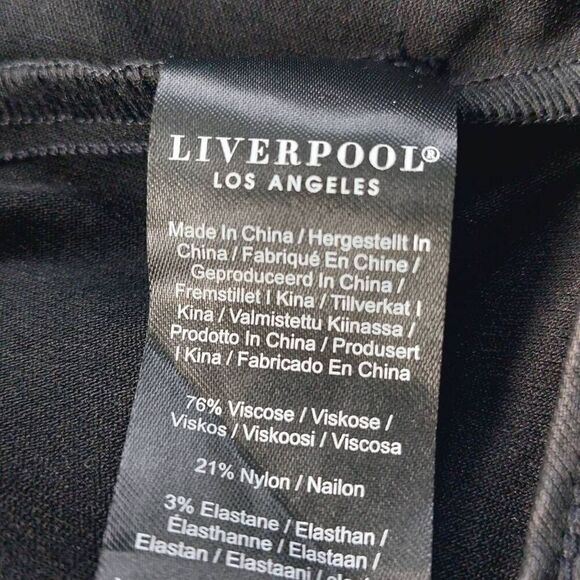 LIVERPOOL®
LOS ANGELES
Made In China / Hergestellt In
China / Fabriqué En Chine /
Geproduceerd In China /
Fremstillet I Kina / Tillverkat I
Kina / Valmistettu Kiinassa /
Prodotto In China / Produsert
I Kina / Fabricado En China
76% Viscose / Viskose /
Viskos / Viskoosi / Viscosa
21% Nylon / Nailon
3% Elastane / Elasthan /
Élasthanne / Elastaan /
Elastan / Elastaani /